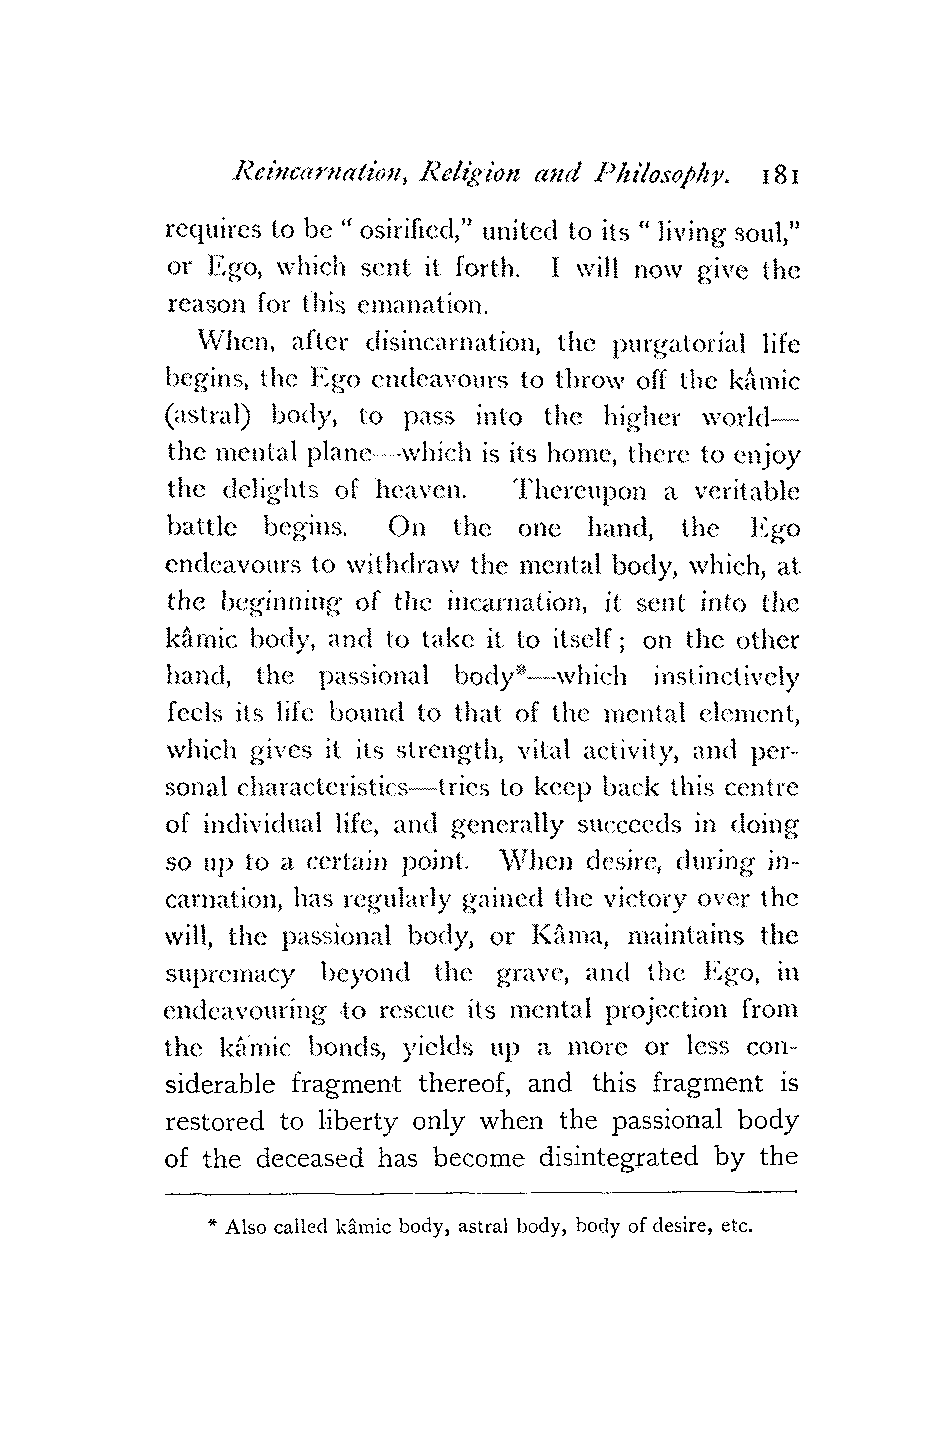 Reincarnation, Religion and Philosophy. 181
requires to be “ osirified,” united to its “ living soul,”
or Ego, which sent it forth. I will now give the
reason for this emanation.
When, after disincarnation, the purgatorial life
begins, the Ego endeavours to throw off the kâmic
(astral) body, to pass into the higher world—
the mental plane—which is its home, there to enjoy
the delights of heaven. Thereupon a veritable
battle begins. On the one hand, the Ego
endeavours to withdraw the mental body, which, at
the beginning of the incarnation, it sent into the
kâmic body, and to take it to itself; on the other
hand, the passional body*—which instinctively
feels its life bound to that of the mental element,
which gives it its strength, vital activity, and per-
sonal characteristics—tries to keep back this centre
of individual life, and generally succeeds in doing
so up to a certain point. When desire, during in-
carnation, has regularly gained the victory over the
will, the passional body, or Kâma, maintains the
supremacy beyond the grave, and the Ego, in
endeavouring to rescue its mental projection from
the kâmic bonds, yields up a more or less con-
siderable fragment thereof, and this fragment is
restored to liberty only when the passional body
of the deceased has become disintegrated by the
* Also called kâmic body, astral body, body of desire, etc.